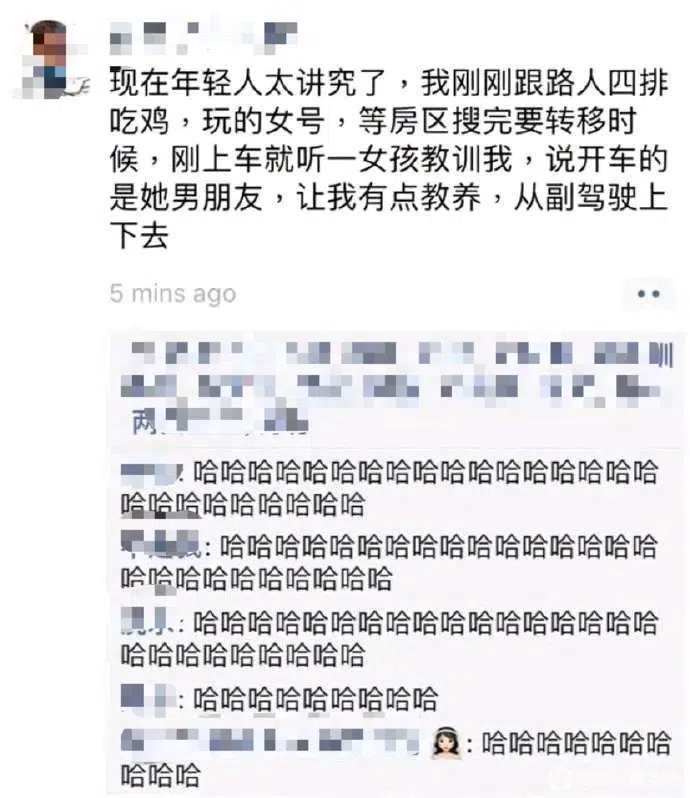 现在年轻人太讲究了，我刚刚跟路人四排
吃鸡，玩的女号，等房区搜完要转移时
候，刚上车就听一女孩教训我，说开车的
是她男朋友，让我有点教养，从副驾驶上
下去
5 mins ago
两
: 哈哈哈哈哈哈哈哈哈哈哈哈哈哈哈哈哈
哈哈哈哈哈哈哈哈哈
: 哈哈哈哈哈哈哈哈哈哈哈哈哈哈哈哈
哈哈哈哈哈哈哈哈哈哈
: 哈哈哈哈哈哈哈哈哈哈哈哈哈哈哈哈哈
哈哈哈哈哈哈哈哈哈
: 哈哈哈哈哈哈哈哈哈
: 哈哈哈哈哈哈哈
哈哈哈